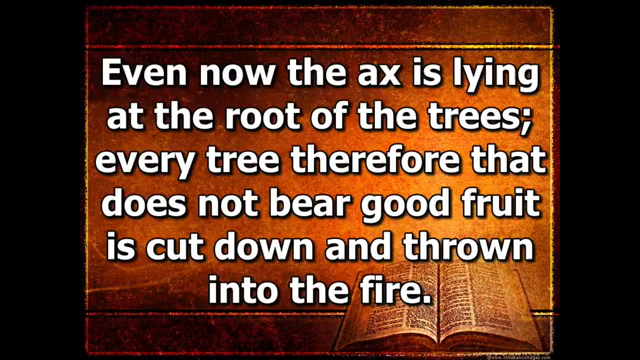 Even now the ax is lying
at the root of the trees;
every tree therefore that
does not bear good fruit
is cut down and thrown
into the fire.